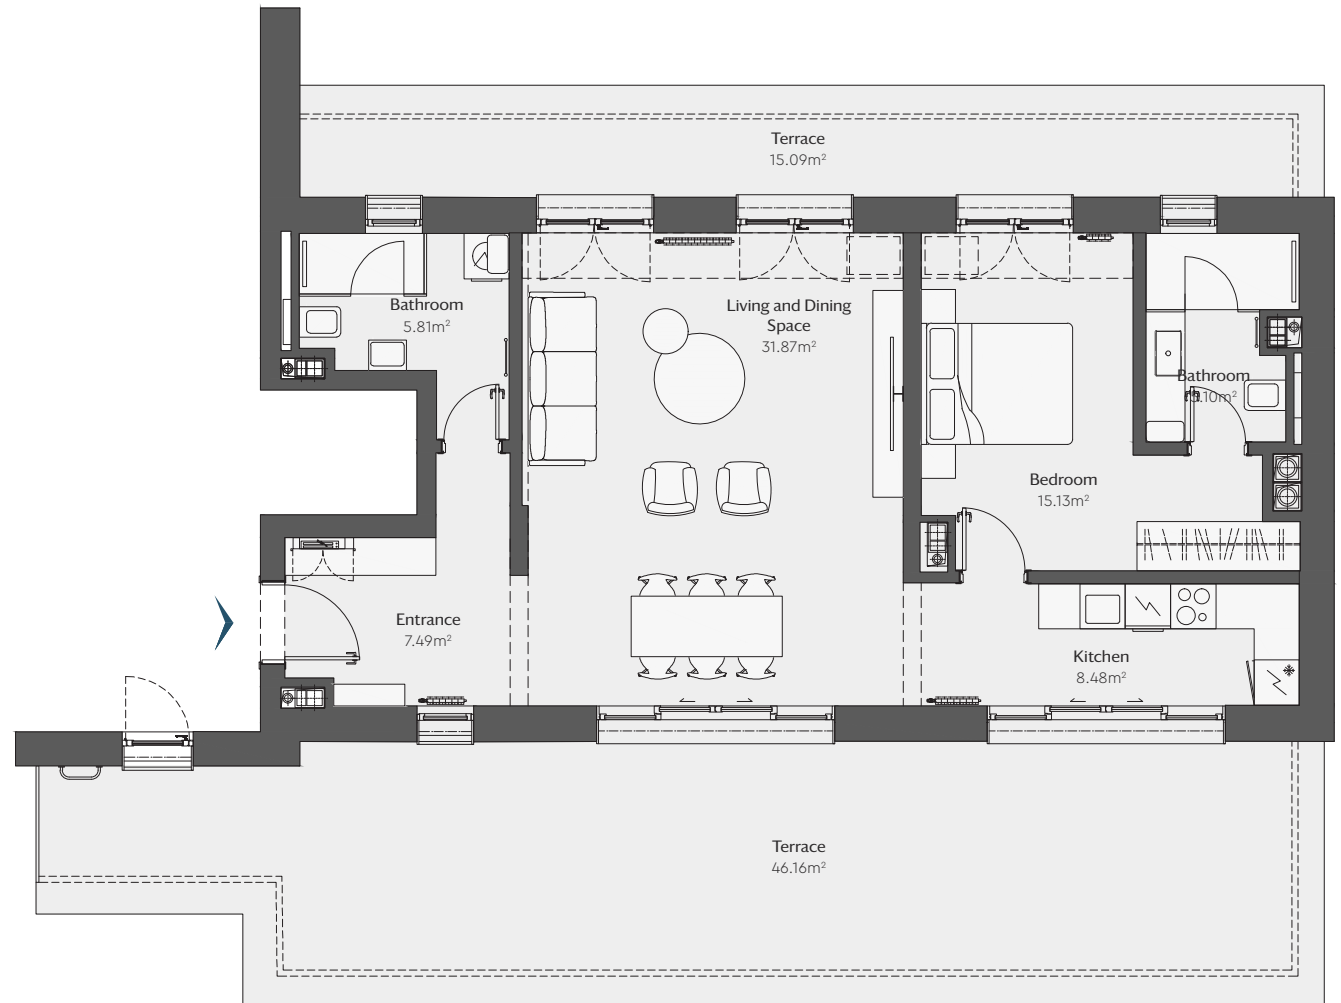 Terrace
15.09m²
Bathroom
5.81m²
Living and Dining
Space
31.87m²
Bathroom
Bedroom
15.13m²
Entrance
7.49m²
Kitchen
8.48m²
Terrace
46.16m²